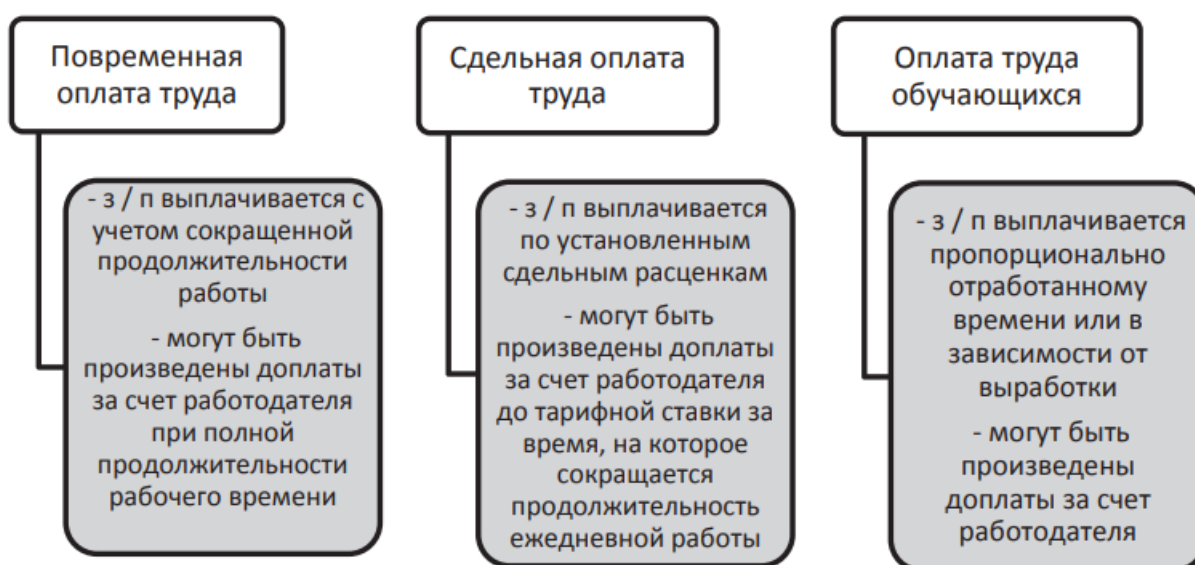 Повременная
оплата труда
- з / п выплачивается с
учетом сокращенной
продолжительности
работы
- могут быть
произведены доплаты
за счет работодателя
при полной
продолжительности
рабочего времени
Сдельная оплата
труда
- з / п выплачивается
по установленным
сдельным расценкам
- могут быть
произведены доплаты
за счет работодателя
до тарифной ставки за
время, на которое
сокращается
продолжительность
ежедневной работы
Оплата труда
обучающихся
- з / п выплачивается
пропорционально
отработанному
времени или в
зависимости от
выработки
- могут быть
произведены
доплаты за счет
работодателя